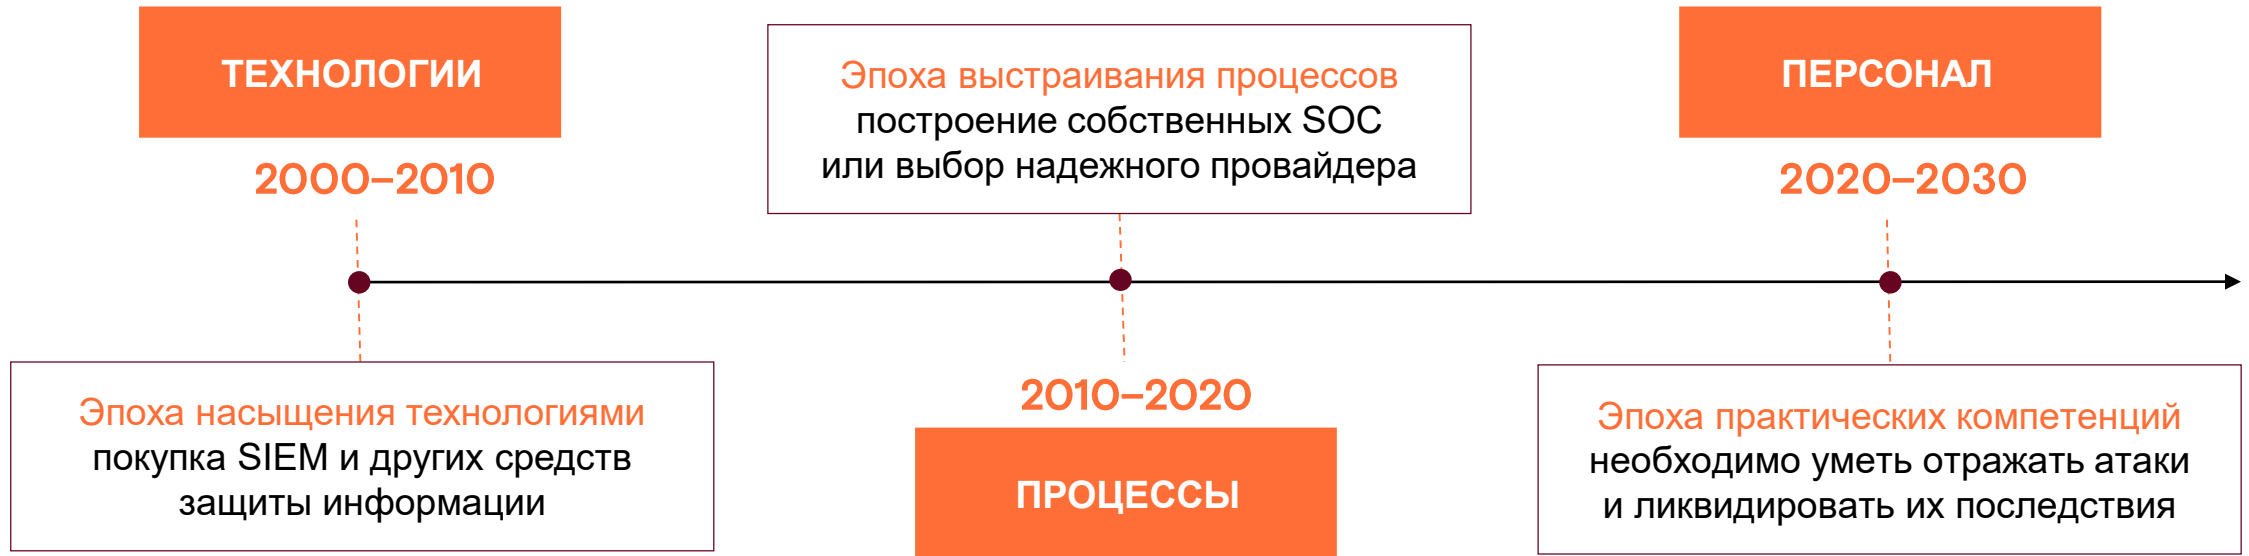 ТЕХНОЛОГИИ
2000–2010
Эпоха насыщения технологиями
покупка SIEM и других средств
защиты информации
Эпоха выстраивания процессов
построение собственных SOC
или выбор надежного провайдера
2010–2020
ПРОЦЕССЫ
ПЕРСОНАЛ
2020–2030
Эпоха практических компетенций
необходимо уметь отражать атаки
и ликвидировать их последствия